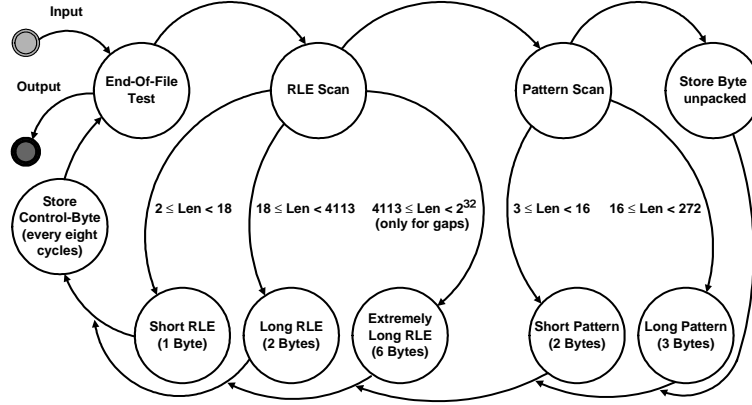 Input
Output
End-Of-File
Test
RLE Scan
Pattern Scan
Store Byte
unpacked
Store
Control-Byte
(every eight
cycles)
2 ≤ Len < 18
18 ≤ Len < 4113
4113 ≤ Len < 2³²
(only for gaps)
3 ≤ Len < 16
16 ≤ Len < 272
Short RLE
(1 Byte)
Long RLE
(2 Bytes)
Extremely
Long RLE
(6 Bytes)
Short Pattern
(2 Bytes)
Long Pattern
(3 Bytes)